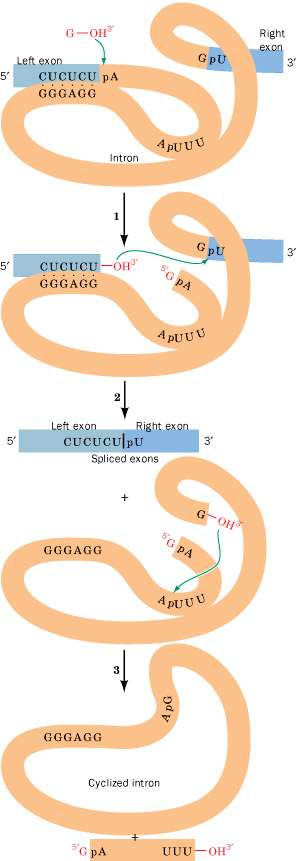 G—OH3′
Right
exon
Left exon
5′ CUCUCU pA
GpU 3′
GGGAGG
ApUUU
Intron
1
GpU 3′
5′ CUCUCU—OH3′
5′G pA
GGGAGG
ApUUU
2
Left exon Right exon
5′ CUCUCU pU 3′
Spliced exons
+
G—OH3′
5′G pA
GGGAGG
ApUUU
3
ApG
GGGAGG
Cyclized intron
+
5′G pA UUU—OH3′